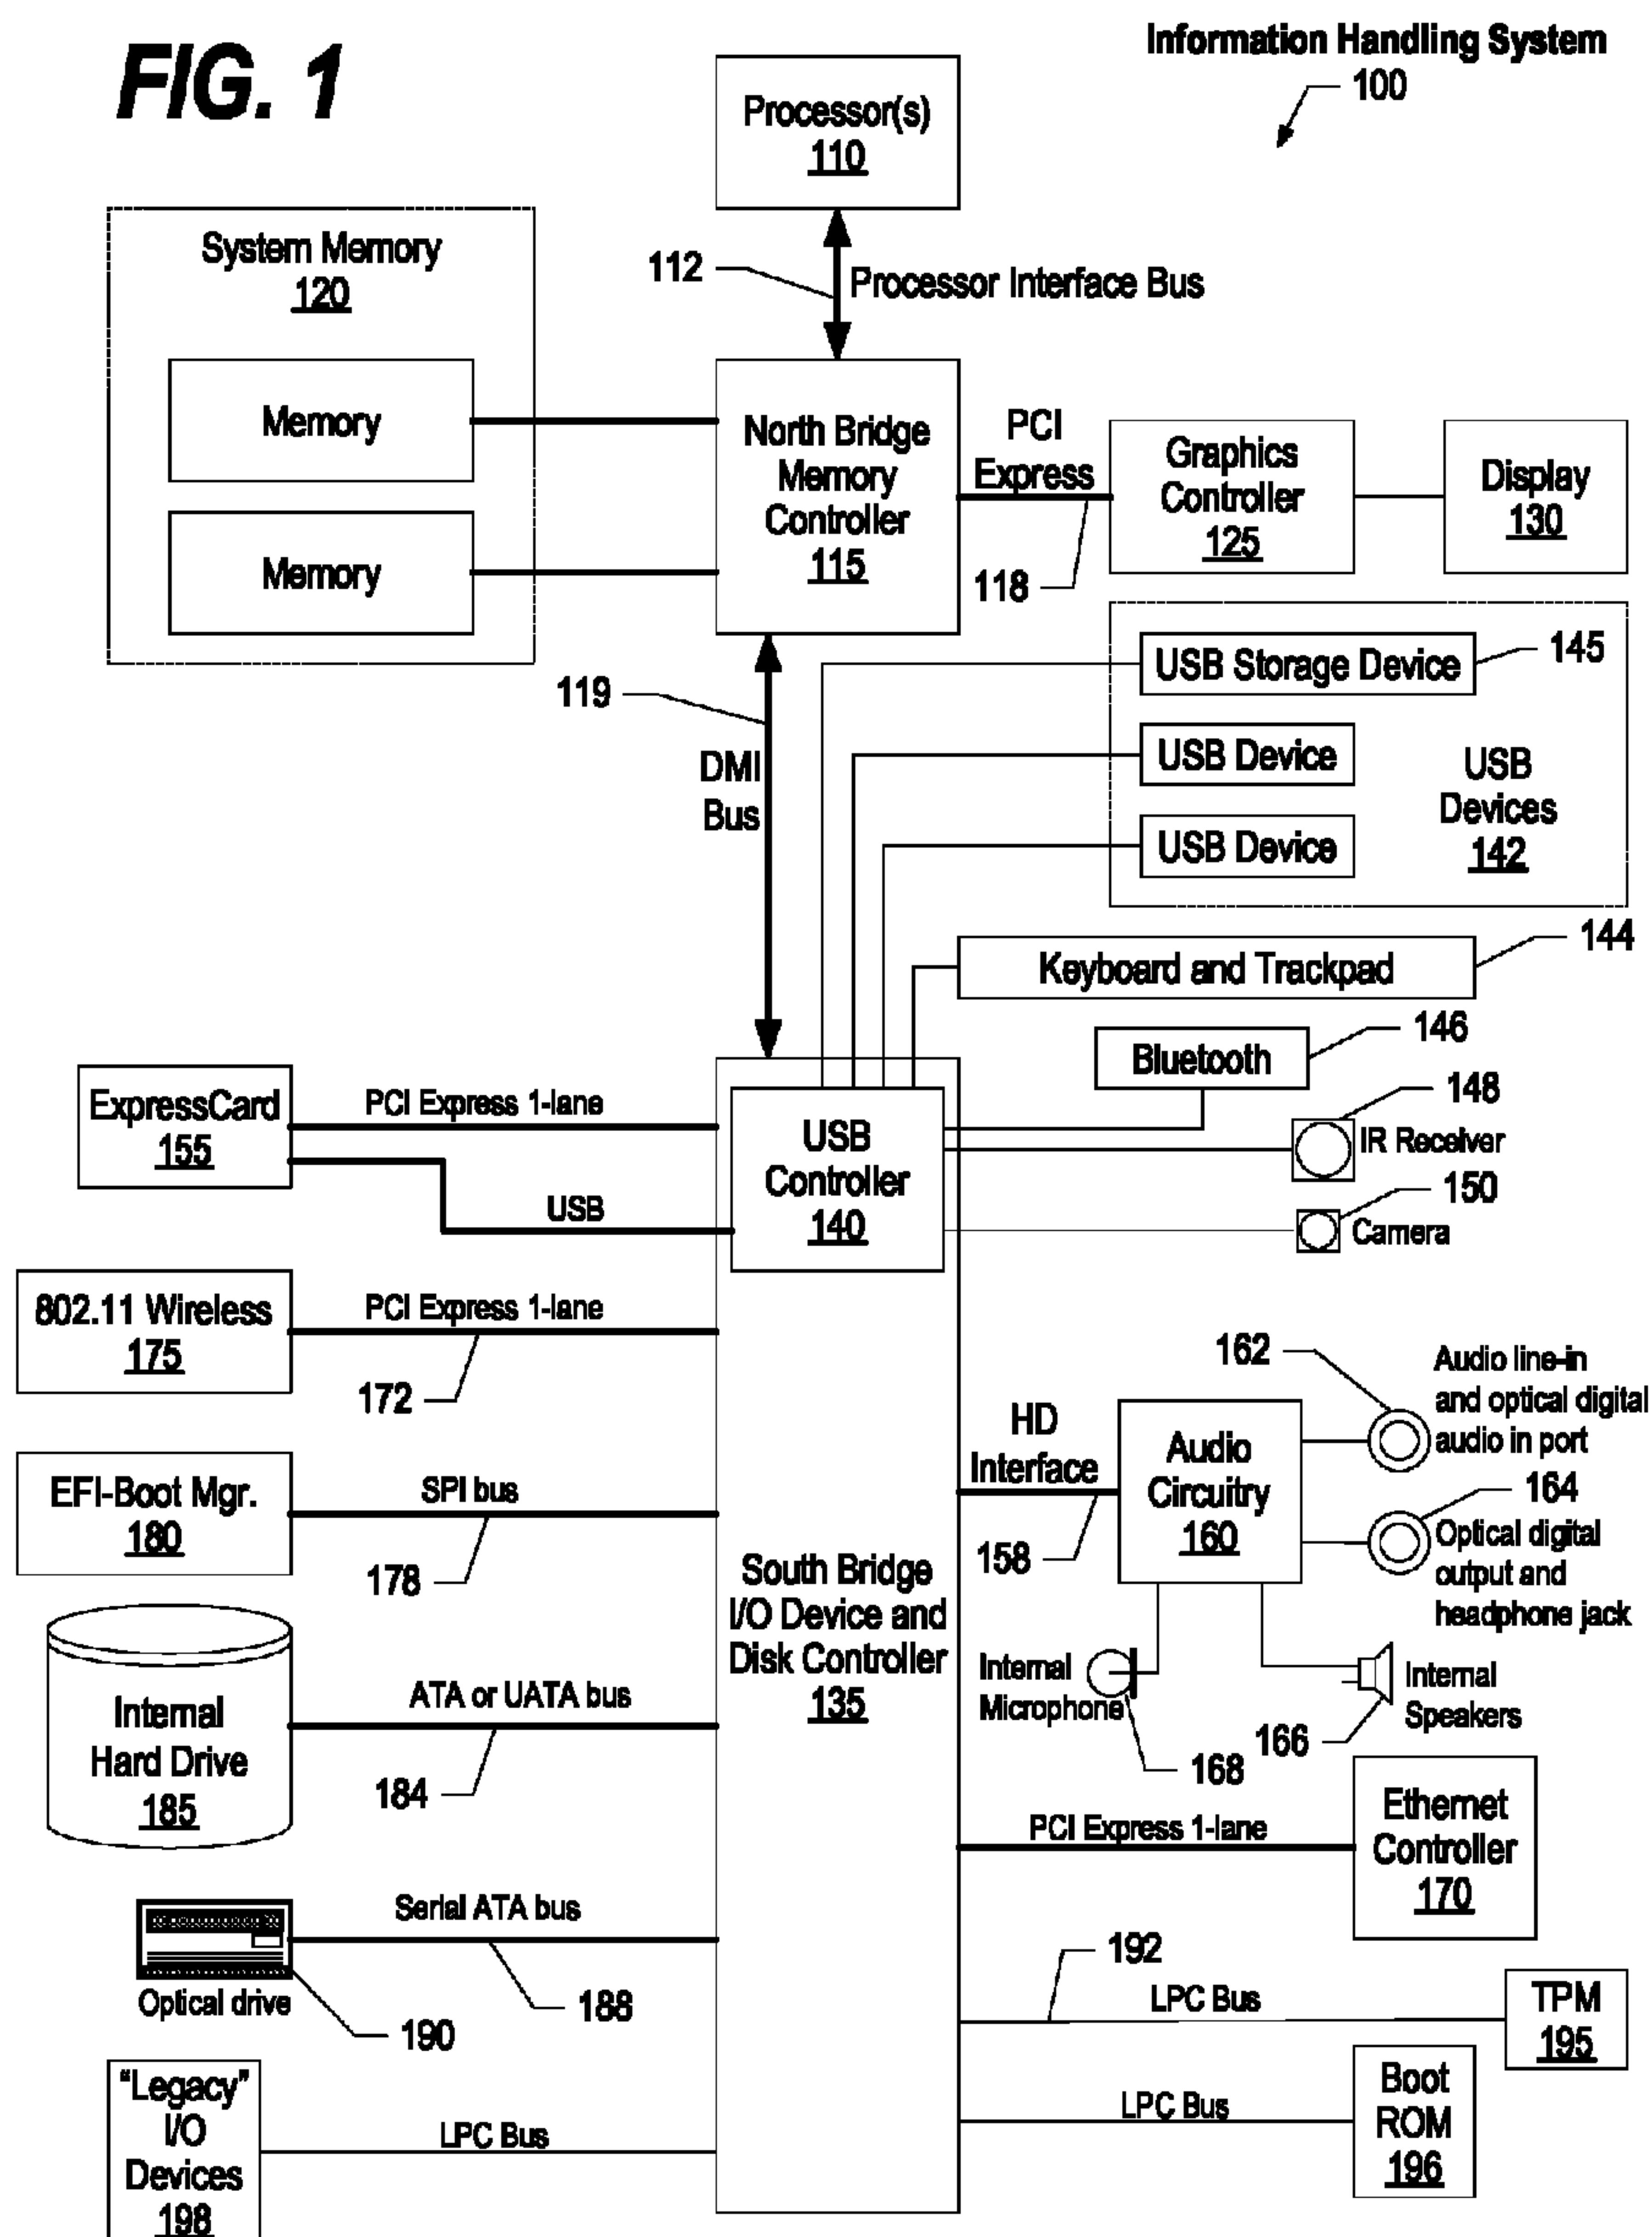 FIG. 1
Information Handling System
100
Processor(s)
110
System Memory
120
112
Processor Interface Bus
Memory
Memory
North Bridge
Memory
Controller
115
PCI
Express
118
Graphics
Controller
125
Display
130
119
DMI
Bus
USB Storage Device
145
USB Device
USB Device
USB
Devices
142
Keyboard and Trackpad
144
Bluetooth
146
148
IR Receiver
150
Camera
ExpressCard
155
PCI Express 1-lane
USB
USB
Controller
140
802.11 Wireless
175
PCI Express 1-lane
172
EFI-Boot Mgr.
180
SPI bus
178
South Bridge
I/O Device and
Disk Controller
135
HD
Interface
158
Audio
Circuitry
160
162
Audio line-in
and optical digital
audio in port
164
Optical digital
output and
headphone jack
Internal
Microphone
168
166
Internal
Speakers
Internal
Hard Drive
185
ATA or UATA bus
184
PCI Express 1-lane
Ethernet
Controller
170
Serial ATA bus
188
Optical drive
190
192
LPC Bus
TPM
195
LPC Bus
Boot
ROM
196
“Legacy”
I/O
Devices
198
LPC Bus